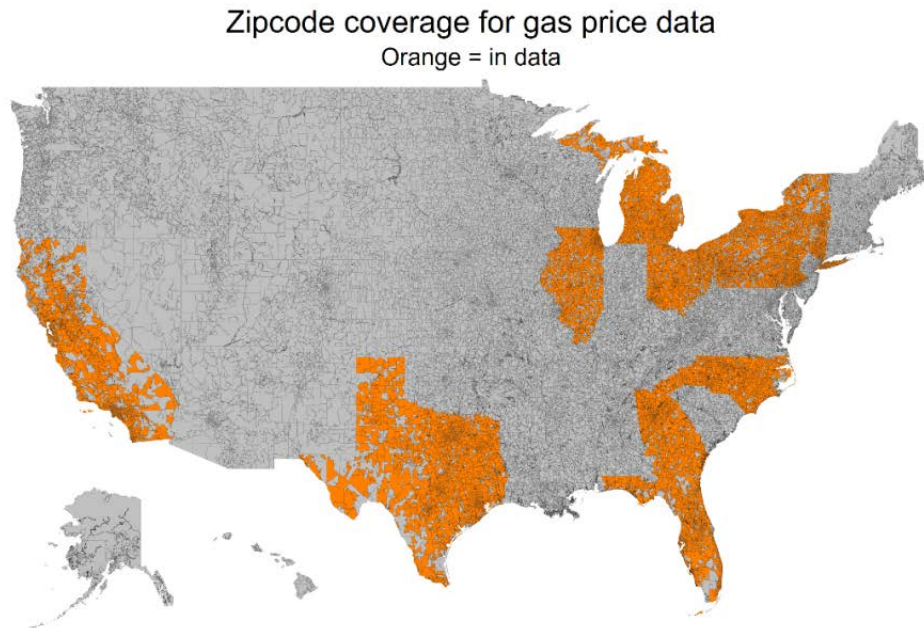 Zipcode coverage for gas price data
Orange = in data